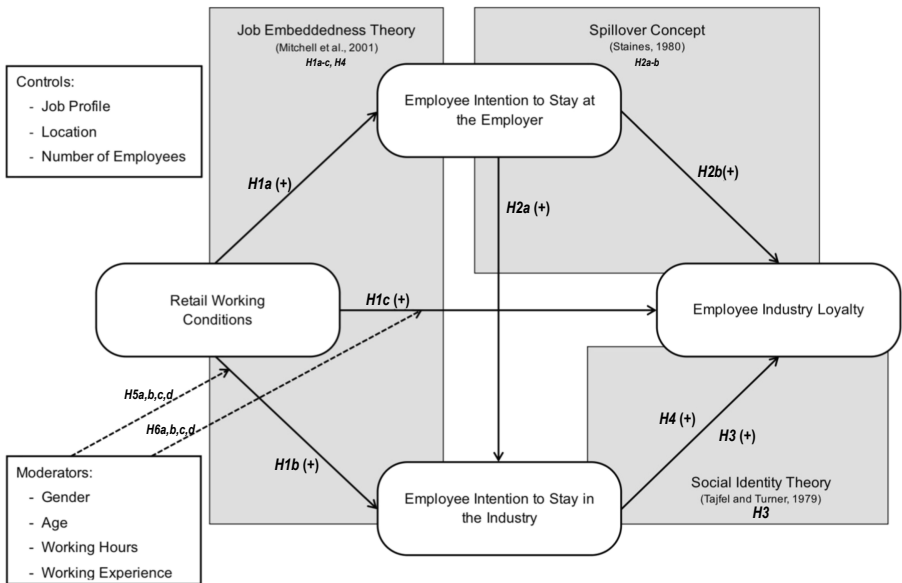 Job Embeddedness Theory
(Mitchell et al., 2001)
H1a-c, H4
Spillover Concept
(Staines, 1980)
H2a-b
Controls:
- Job Profile
- Location
- Number of Employees
Employee Intention to Stay at
the Employer
H1a (+)
H2a (+)
H2b(+)
Retail Working
Conditions
H1c (+)
Employee Industry Loyalty
H5a,b,c,d
H6a,b,c,d
H1b (+)
H4 (+)
H3 (+)
Moderators:
- Gender
- Age
- Working Hours
- Working Experience
Employee Intention to Stay in
the Industry
Social Identity Theory
(Tajfel and Turner, 1979)
H3